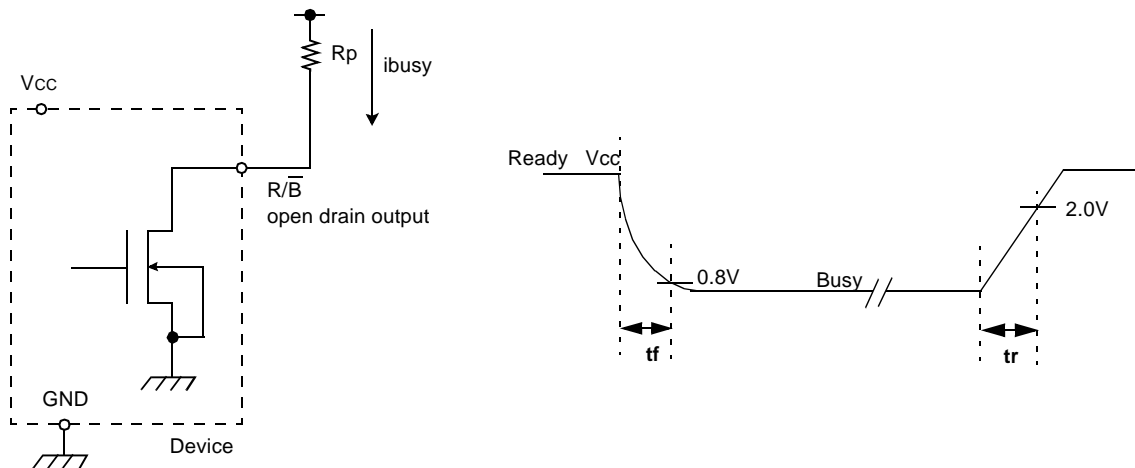 Rp
ibusy
VCC
R/B̅
open drain output
GND
Device
Ready Vcc
2.0V
0.8V
Busy
tf
tr